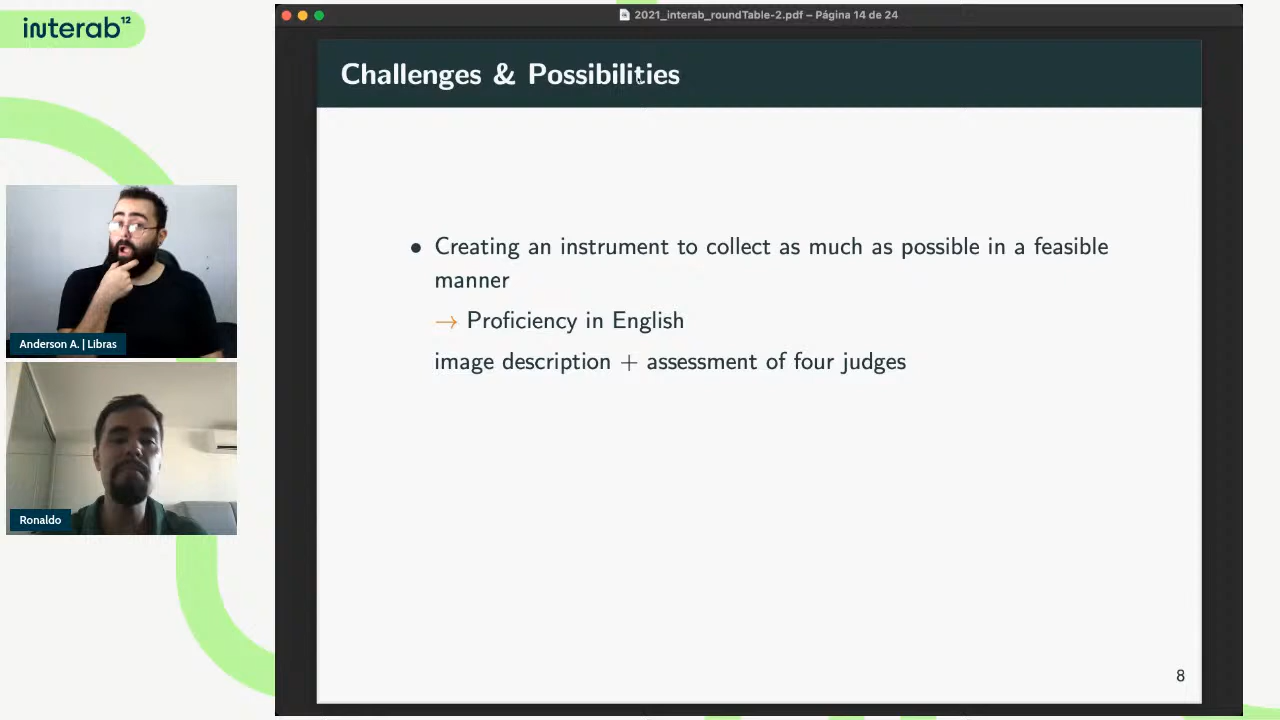 interab¹²
2021_interab_roundTable-2.pdf – Página 14 de 24
Challenges & Possibilities
• Creating an instrument to collect as much as possible in a feasible
manner
→ Proficiency in English
image description + assessment of four judges
8
Anderson A. | Libras
Ronaldo